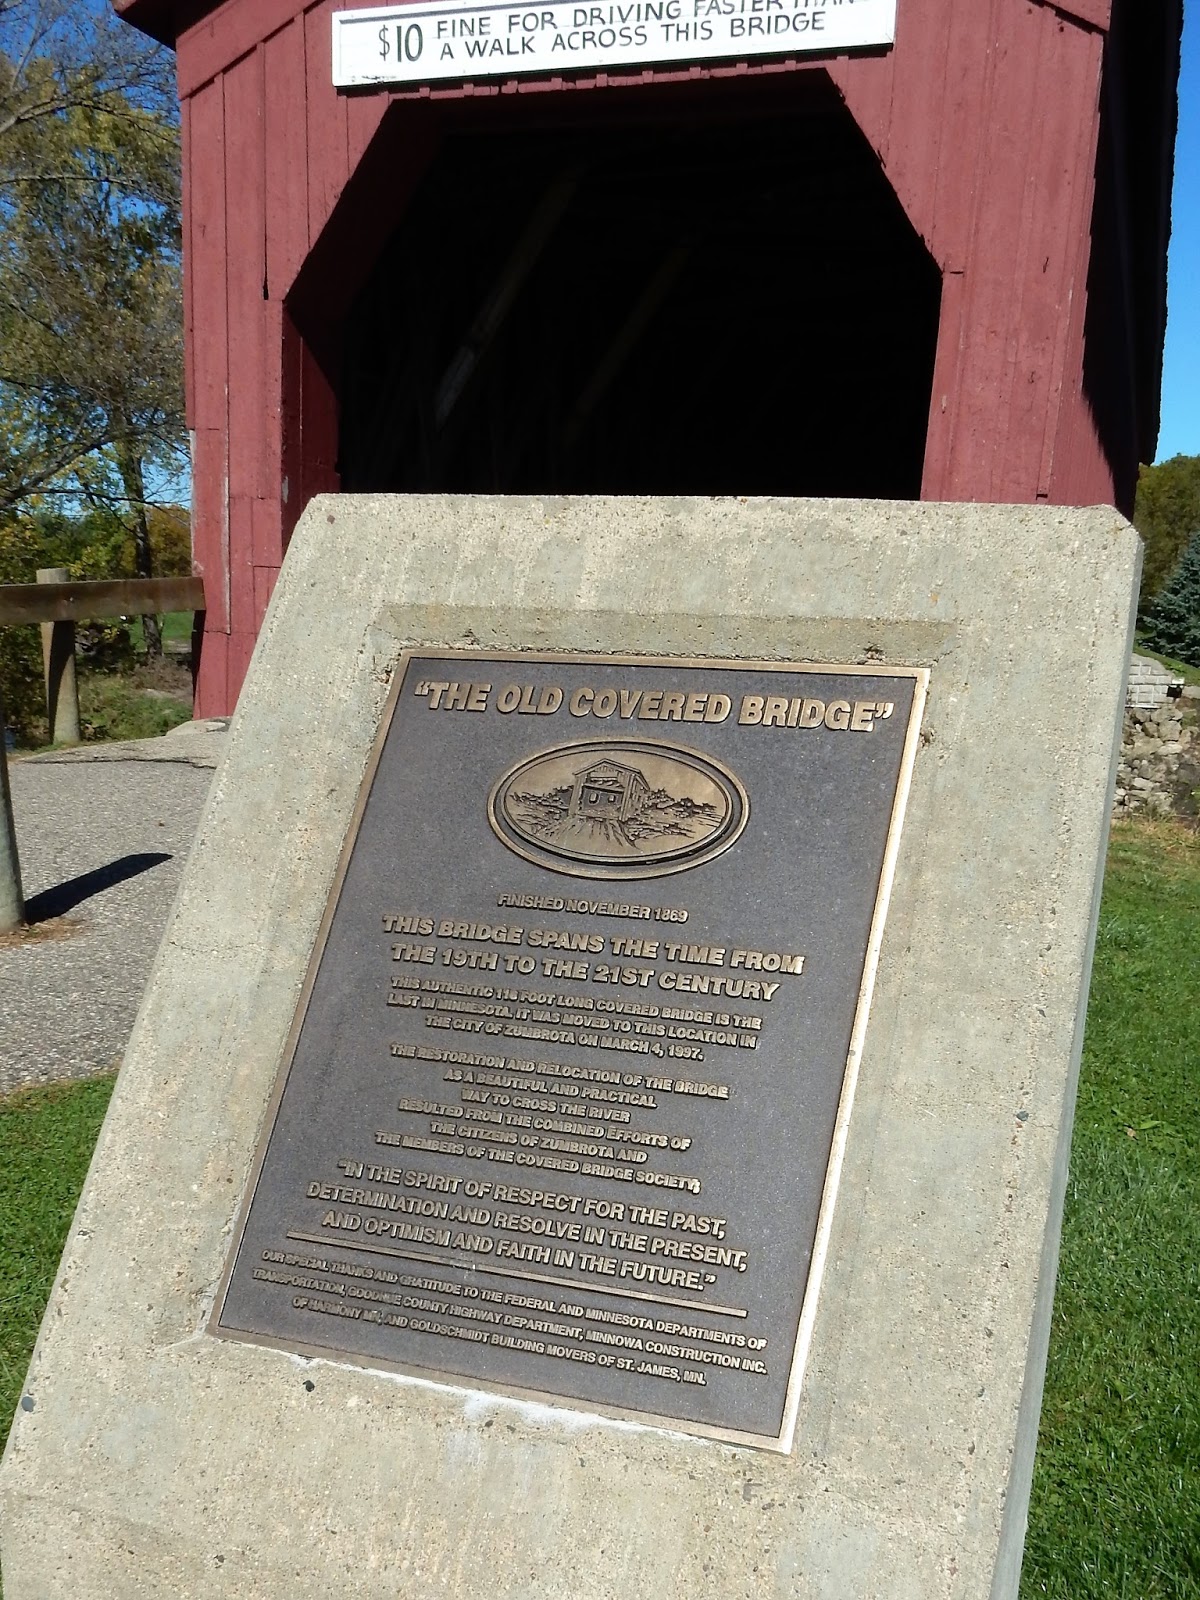 $10 FINE FOR DRIVING FASTER THAN
A WALK ACROSS THIS BRIDGE
"THE OLD COVERED BRIDGE"
FINISHED NOVEMBER 1869
THIS BRIDGE SPANS THE TIME FROM
THE 19TH TO THE 21ST CENTURY
THIS AUTHENTIC 116 FOOT LONG COVERED BRIDGE IS THE
LAST IN MINNESOTA. IT WAS MOVED TO THIS LOCATION IN
THE CITY OF ZUMBROTA ON MARCH 4, 1997.
THE RESTORATION AND RELOCATION OF THE BRIDGE
AS A BEAUTIFUL AND PRACTICAL
WAY TO CROSS THE RIVER
RESULTED FROM THE COMBINED EFFORTS OF
THE CITIZENS OF ZUMBROTA AND
THE MEMBERS OF THE COVERED BRIDGE SOCIETY;
"IN THE SPIRIT OF RESPECT FOR THE PAST,
DETERMINATION AND RESOLVE IN THE PRESENT,
AND OPTIMISM AND FAITH IN THE FUTURE."
OUR SPECIAL THANKS AND GRATITUDE TO THE FEDERAL AND MINNESOTA DEPARTMENTS OF
TRANSPORTATION, GOODHUE COUNTY HIGHWAY DEPARTMENT, MINNOWA CONSTRUCTION INC.
OF HARMONY MN, AND GOLDSCHMIDT BUILDING MOVERS OF ST. JAMES, MN.